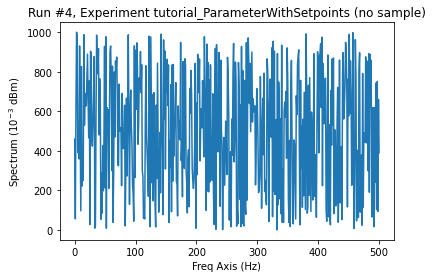 Run #4, Experiment tutorial_ParameterWithSetpoints (no sample)
1000
800
600
400
200
0
Spectrum (10⁻³ dBm)
0 100 200 300 400 500
Freq Axis (Hz)